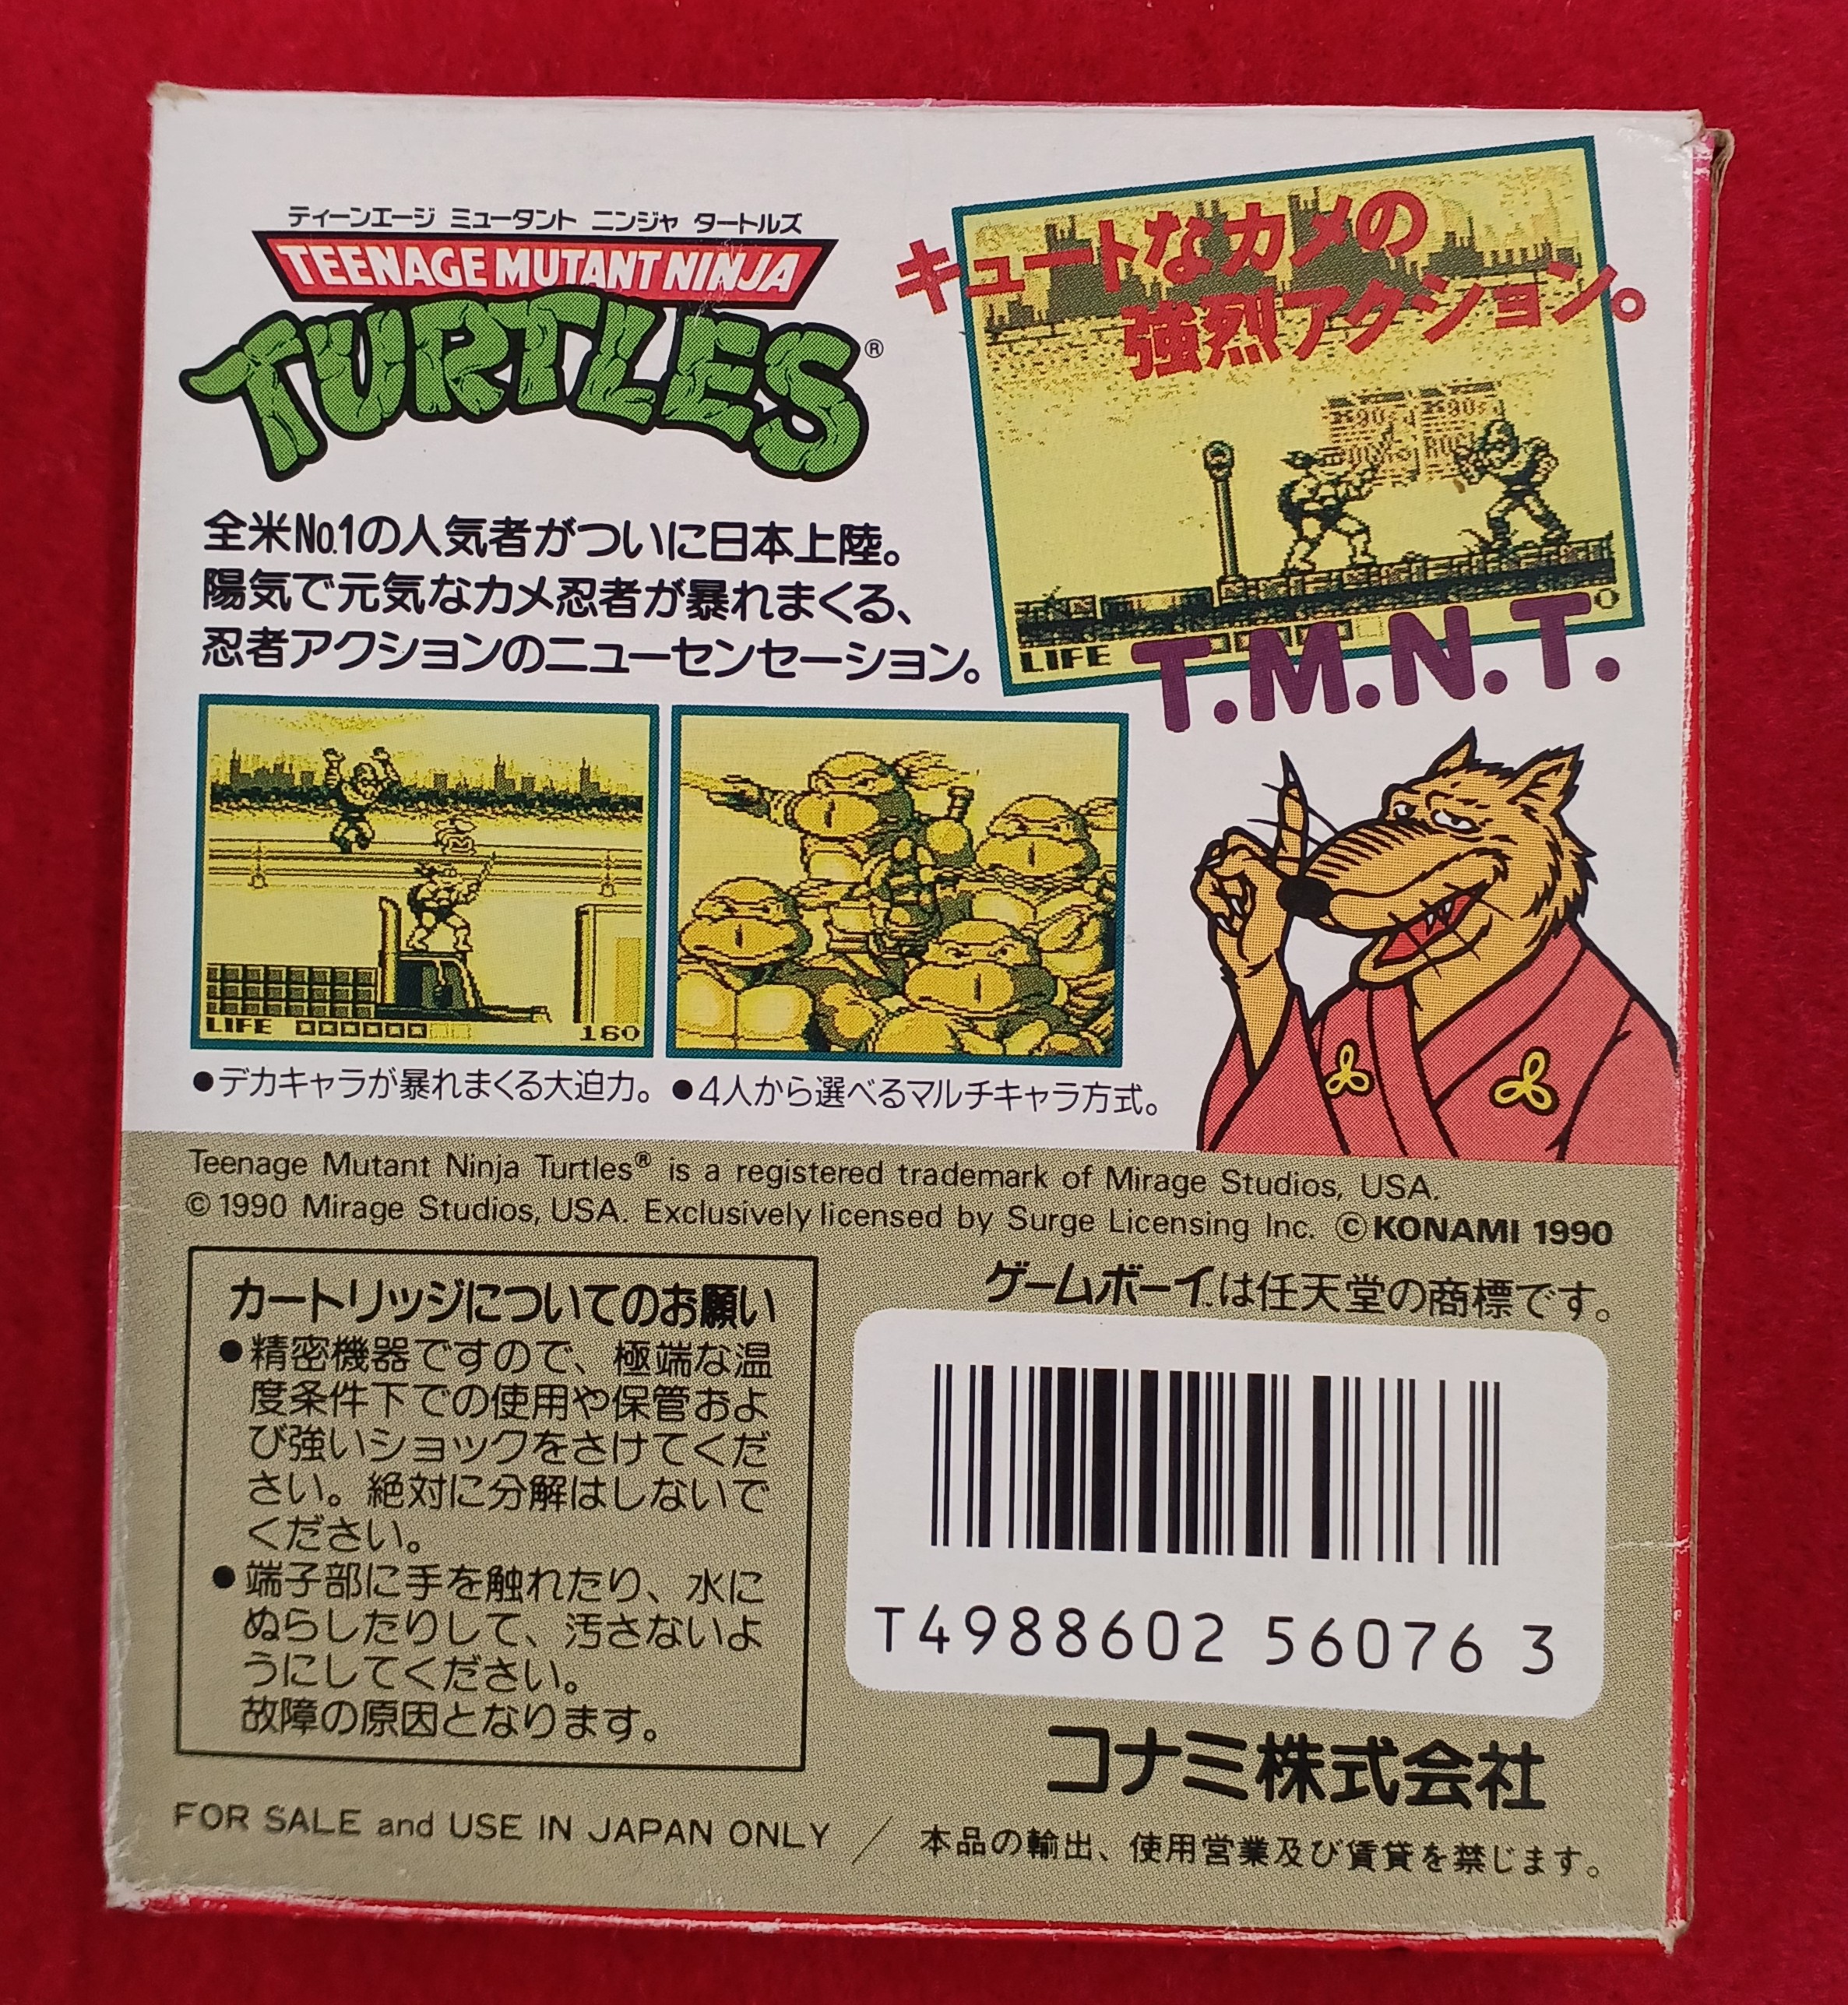 ティーンエージ ミュータント ニンジャ タートルズ
TEENAGE MUTANT NINJA
TURTLES®
キュートなカメの
強烈アクション。
全米No.1の人気者がついに日本上陸。
陽気で元気なカメ忍者が暴れまくる、
忍者アクションのニューセンセーション。
LIFE
0
T.M.N.T.
LIFE 160
●デカキャラが暴れまくる大迫力。
●4人から選べるマルチキャラ方式。
Teenage Mutant Ninja Turtles® is a registered trademark of Mirage Studios, USA.
©1990 Mirage Studios, USA. Exclusively licensed by Surge Licensing Inc. ©KONAMI 1990
カートリッジについてのお願い
●精密機器ですので、極端な温
度条件下での使用や保管およ
び強いショックをさけてくだ
さい。絶対に分解はしないで
ください。
●端子部に手を触れたり、水に
ぬらしたりして、汚さないよ
うにしてください。
故障の原因となります。
ゲームボーイは任天堂の商標です。
T4988602 56076 3
コナミ株式会社
FOR SALE and USE IN JAPAN ONLY / 本品の輸出、使用営業及び賃貸を禁じます。